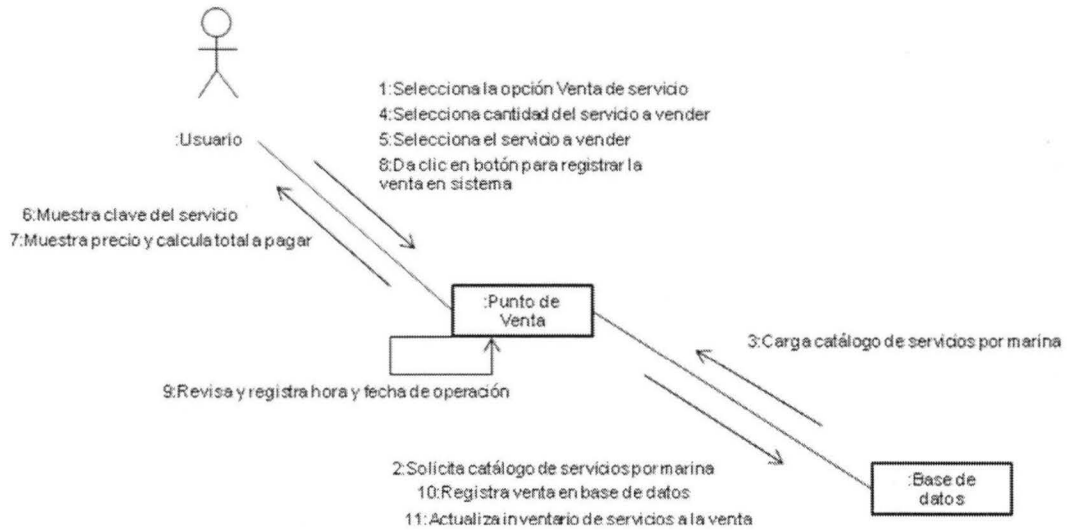 1:Selecciona la opción Venta de servicio
4:Selecciona cantidad del servicio a vender
:Usuario
5:Selecciona el servicio a vender
8:Da clic en botón para registrar la
venta en sistema
6:Muestra clave del servicio
7:Muestra precio y calcula total a pagar
:Punto de
Venta
3:Carga catálogo de servicios por marina
9:Revisa y registra hora y fecha de operación
2:Solicita catálogo de servicios por marina
10:Registra venta en base de datos
11:Actualiza inventario de servicios a la venta
:Base de
datos